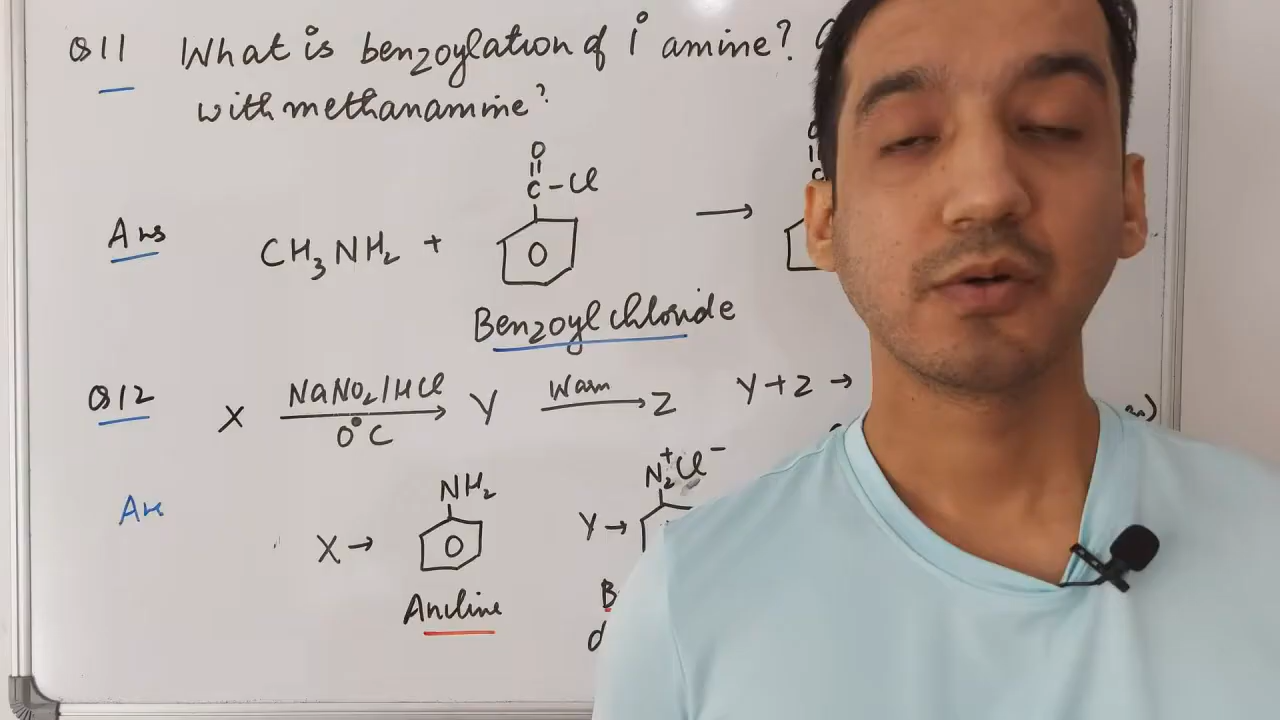 Q11 What is benzoylation of 1° amine?
with methanamine?
O
C-Cl
Ans CH₃NH₂ + →
Benzoyl chloride
Q12 X NaNO₂/HCl 0°C Y Warm Z Y+Z →
Ans X→ NH₂ Y→ N₂⁺Cl⁻
Aniline